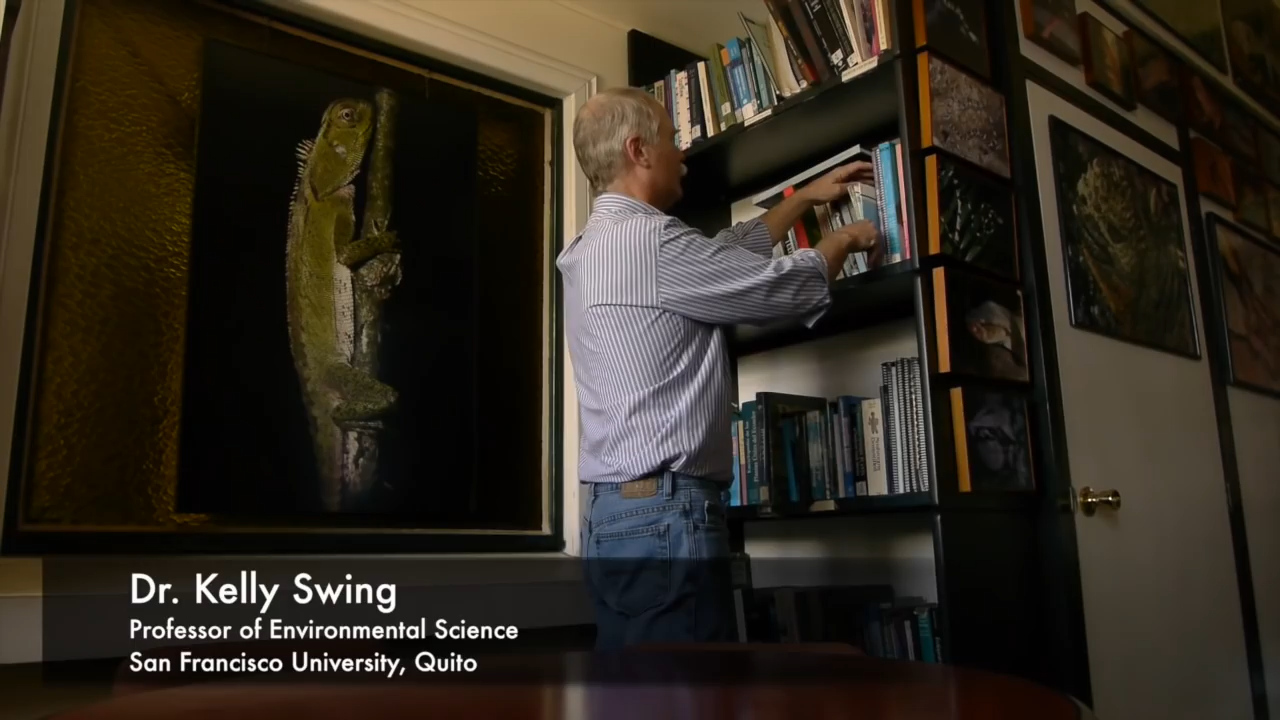 Dr. Kelly Swing
Professor of Environmental Science
San Francisco University, Quito